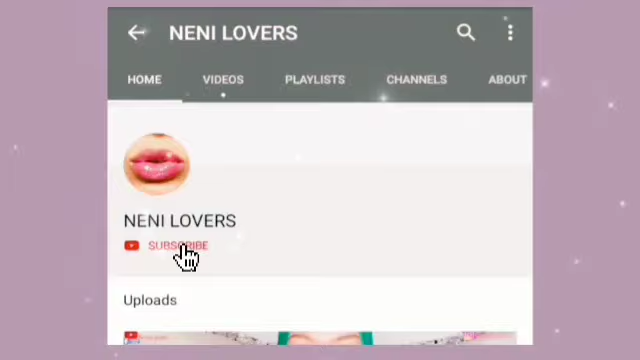 NENI LOVERS
HOME VIDEOS PLAYLISTS CHANNELS ABOUT
NENI LOVERS
SUBSCRIBE
Uploads